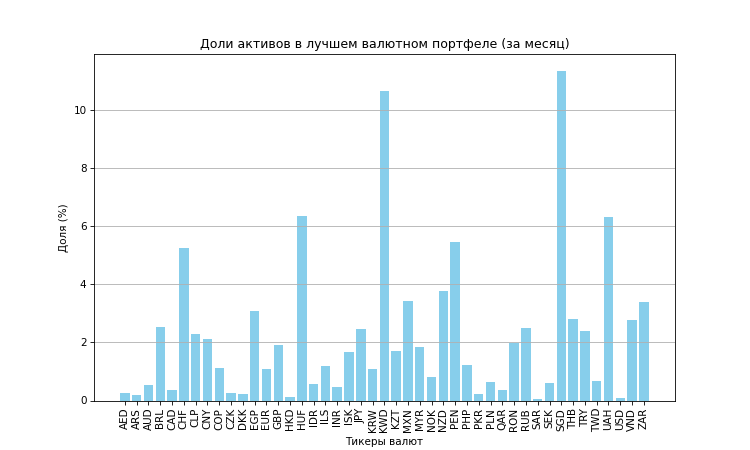 Доли активов в лучшем валютном портфеле (за месяц)
Доля (%)
10
8
6
4
2
0
AED ARS AUD BRL CAD CHF CLP CNY COP CZK DKK EGP EUR GBP HKD HUF IDR ILS INR ISK JPY KRW KWD KZT MXN MYR NOK NZD PEN PHP PKR PLN QAR RON RUB SAR SEK SGD THB TRY TWD UAH USD VND ZAR
Тикеры валют